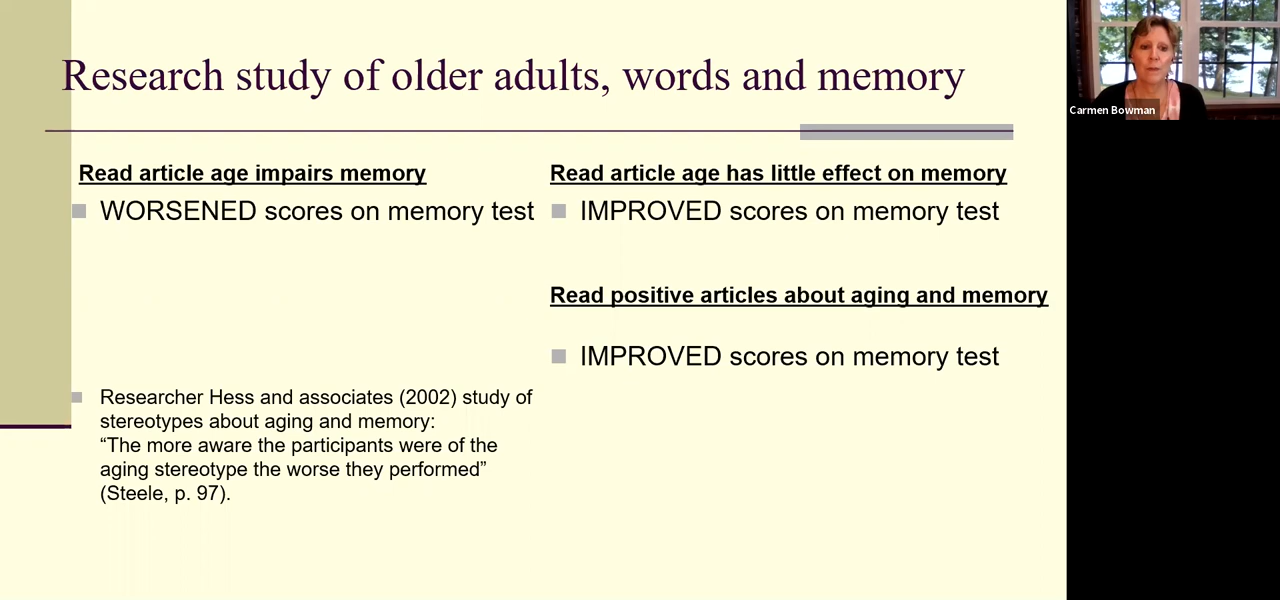 Research study of older adults, words and memory
Read article age impairs memory
WORSENED scores on memory test
Researcher Hess and associates (2002) study of
stereotypes about aging and memory:
“The more aware the participants were of the
aging stereotype the worse they performed”
(Steele, p. 97).
Read article age has little effect on memory
IMPROVED scores on memory test
Read positive articles about aging and memory
IMPROVED scores on memory test
Carmen Bowman